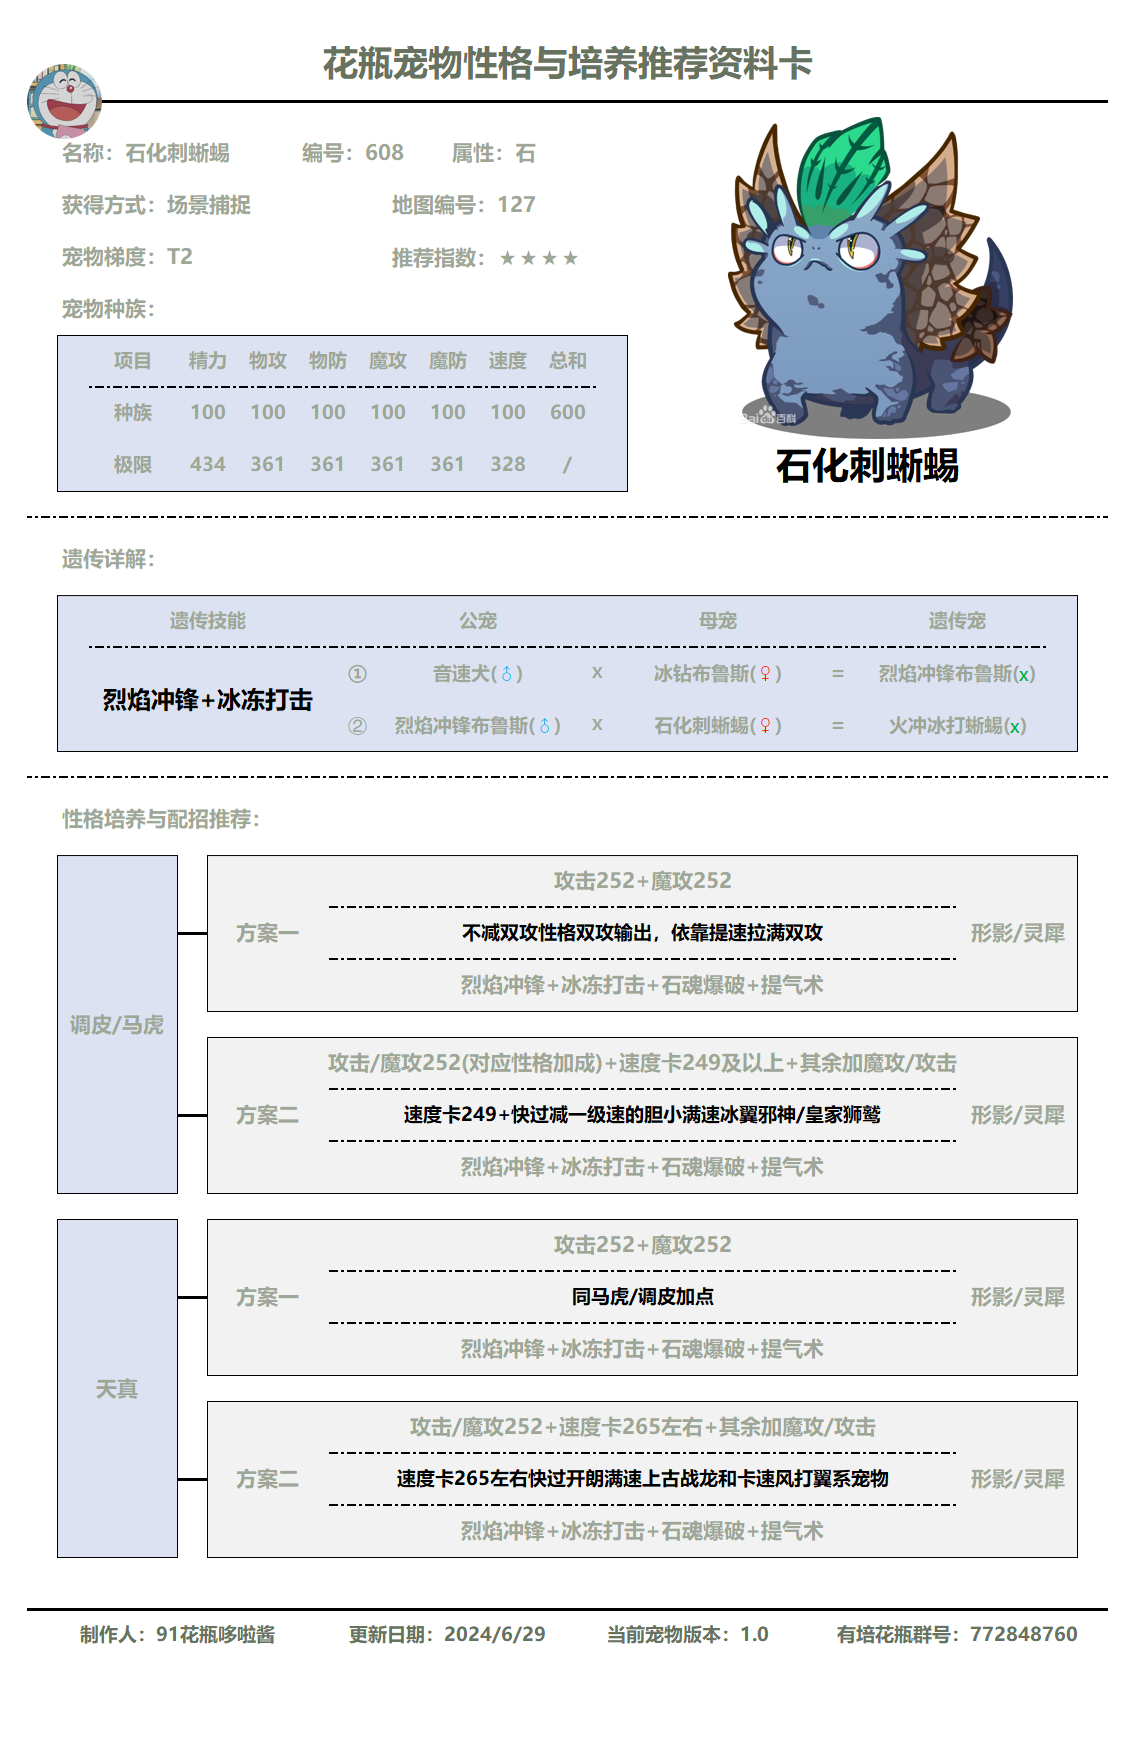 花瓶宠物性格与培养推荐资料卡
名称：石化刺蜥蜴 编号：608 属性：石
获得方式：场景捕捉 地图编号：127
宠物梯度：T2 推荐指数：★★★★
宠物种族：
项目 精力 物攻 物防 魔攻 魔防 速度 总和
种族 100 100 100 100 100 100 600
极限 434 361 361 361 361 328 /
Bai百科
石化刺蜥蜴
遗传详解：
遗传技能 公宠 母宠 遗传宠
烈焰冲锋+冰冻打击
① 音速犬(♂) x 冰钻布鲁斯(♀) = 烈焰冲锋布鲁斯(x)
② 烈焰冲锋布鲁斯(♂) x 石化刺蜥蜴(♀) = 火冲冰打蜥蜴(x)
性格培养与配招推荐：
调皮/马虎
攻击252+魔攻252
方案一 不减双攻性格双攻输出，依靠提速拉满双攻 形影/灵犀
烈焰冲锋+冰冻打击+石魂爆破+提气术
攻击/魔攻252(对应性格加成)+速度卡249及以上+其余加魔攻/攻击
方案二 速度卡249+快过减一级速的胆小满速冰翼邪神/皇家狮鹫 形影/灵犀
烈焰冲锋+冰冻打击+石魂爆破+提气术
天真
攻击252+魔攻252
方案一 同马虎/调皮加点 形影/灵犀
烈焰冲锋+冰冻打击+石魂爆破+提气术
攻击/魔攻252+速度卡265左右+其余加魔攻/攻击
方案二 速度卡265左右快过开朗满速上古战龙和卡速风打翼系宠物 形影/灵犀
烈焰冲锋+冰冻打击+石魂爆破+提气术
制作人：91花瓶哆啦酱 更新日期：2024/6/29 当前宠物版本：1.0 有培花瓶群号：772848760